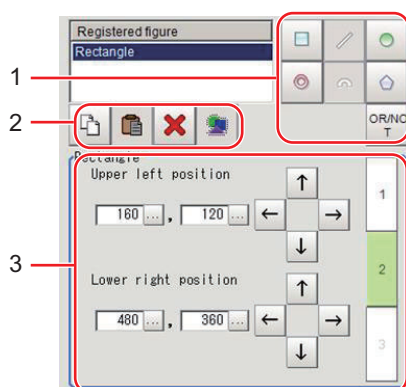 Registered figure
Rectangle
1
2
OR/NO
T
Rectangle
Upper left position
1
160 ... , 120 ...
← ↑ → ↓
3
2
Lower right position
480 ... , 360 ...
← ↑ → ↓
3